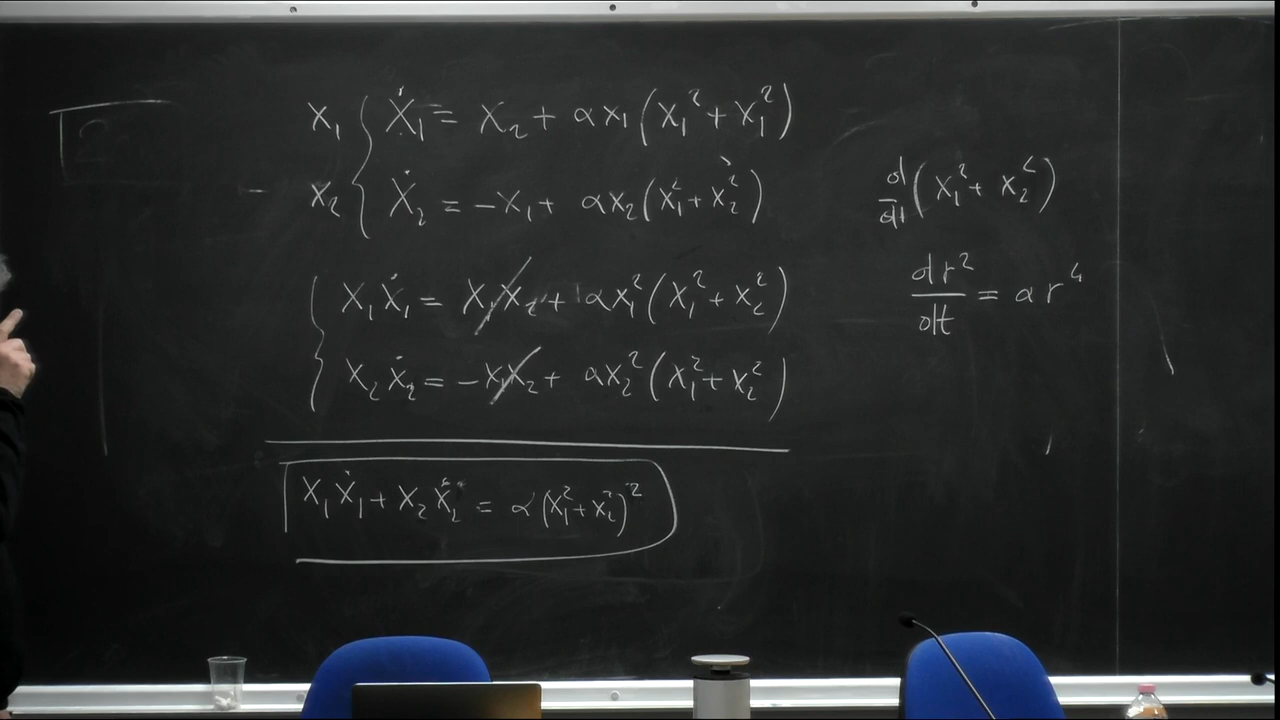 x₁ { ẋ₁ = x₂ + αx₁(x₁² + x₁²)
x₂ { ẋ₂ = -x₁ + αx₂(x₁² + x₂²)
{ x₁ẋ₁ = x₁x₂ + αx₁²(x₁² + x₂²)
{ x₂ẋ₂ = -x₁x₂ + αx₂²(x₁² + x₂²)
x₁ẋ₁ + x₂ẋ₂ = α(x₁² + x₂²)²
d/dt (x₁² + x₂²)
dr²/dt = αr⁴